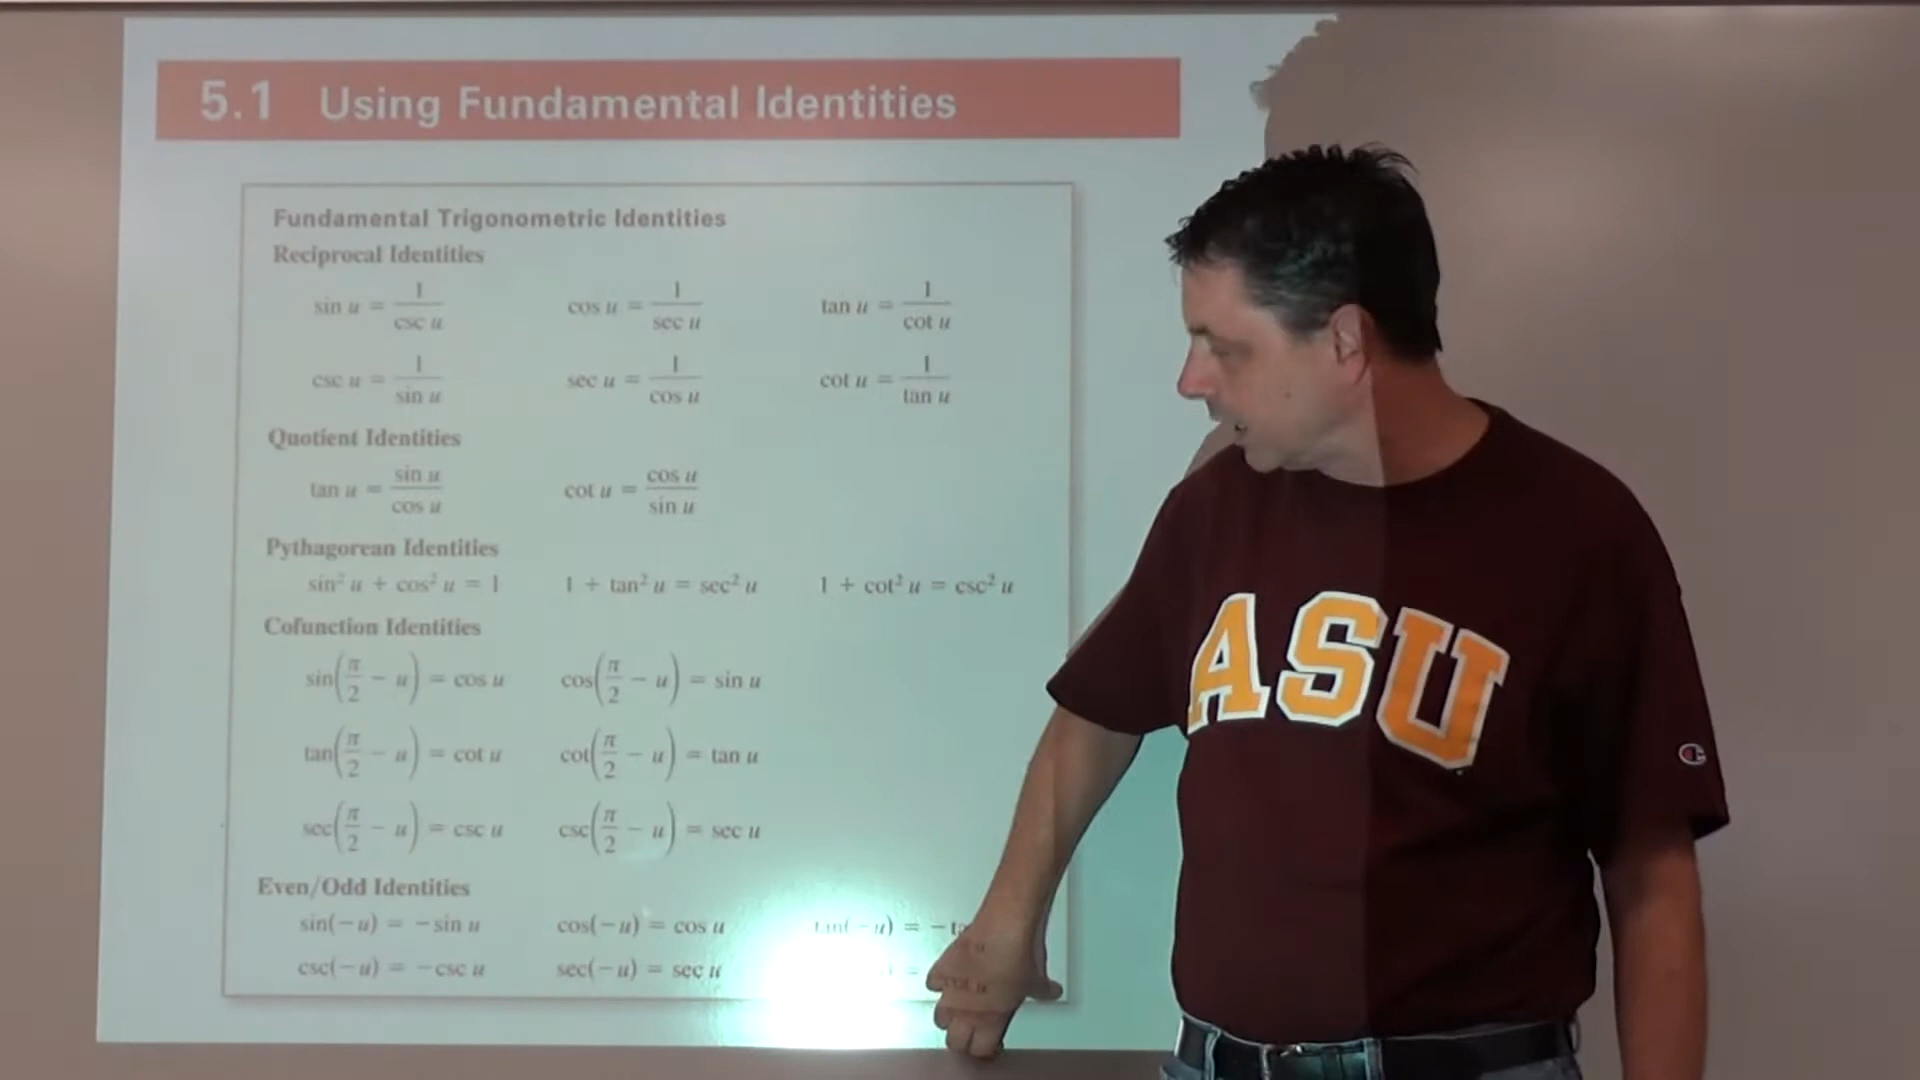 5.1 Using Fundamental Identities
Fundamental Trigonometric Identities
Reciprocal Identities
sin u = 1/csc u cos u = 1/sec u tan u = 1/cot u
csc u = 1/sin u sec u = 1/cos u cot u = 1/tan u
Quotient Identities
tan u = sin u/cos u cot u = cos u/sin u
Pythagorean Identities
sin² u + cos² u = 1 1 + tan² u = sec² u 1 + cot² u = csc² u
Cofunction Identities
sin(π/2 − u) = cos u cos(π/2 − u) = sin u
tan(π/2 − u) = cot u cot(π/2 − u) = tan u
sec(π/2 − u) = csc u csc(π/2 − u) = sec u
Even/Odd Identities
sin(−u) = −sin u cos(−u) = cos u tan(−u) = −
csc(−u) = −csc u sec(−u) = sec u = cot u
ASU